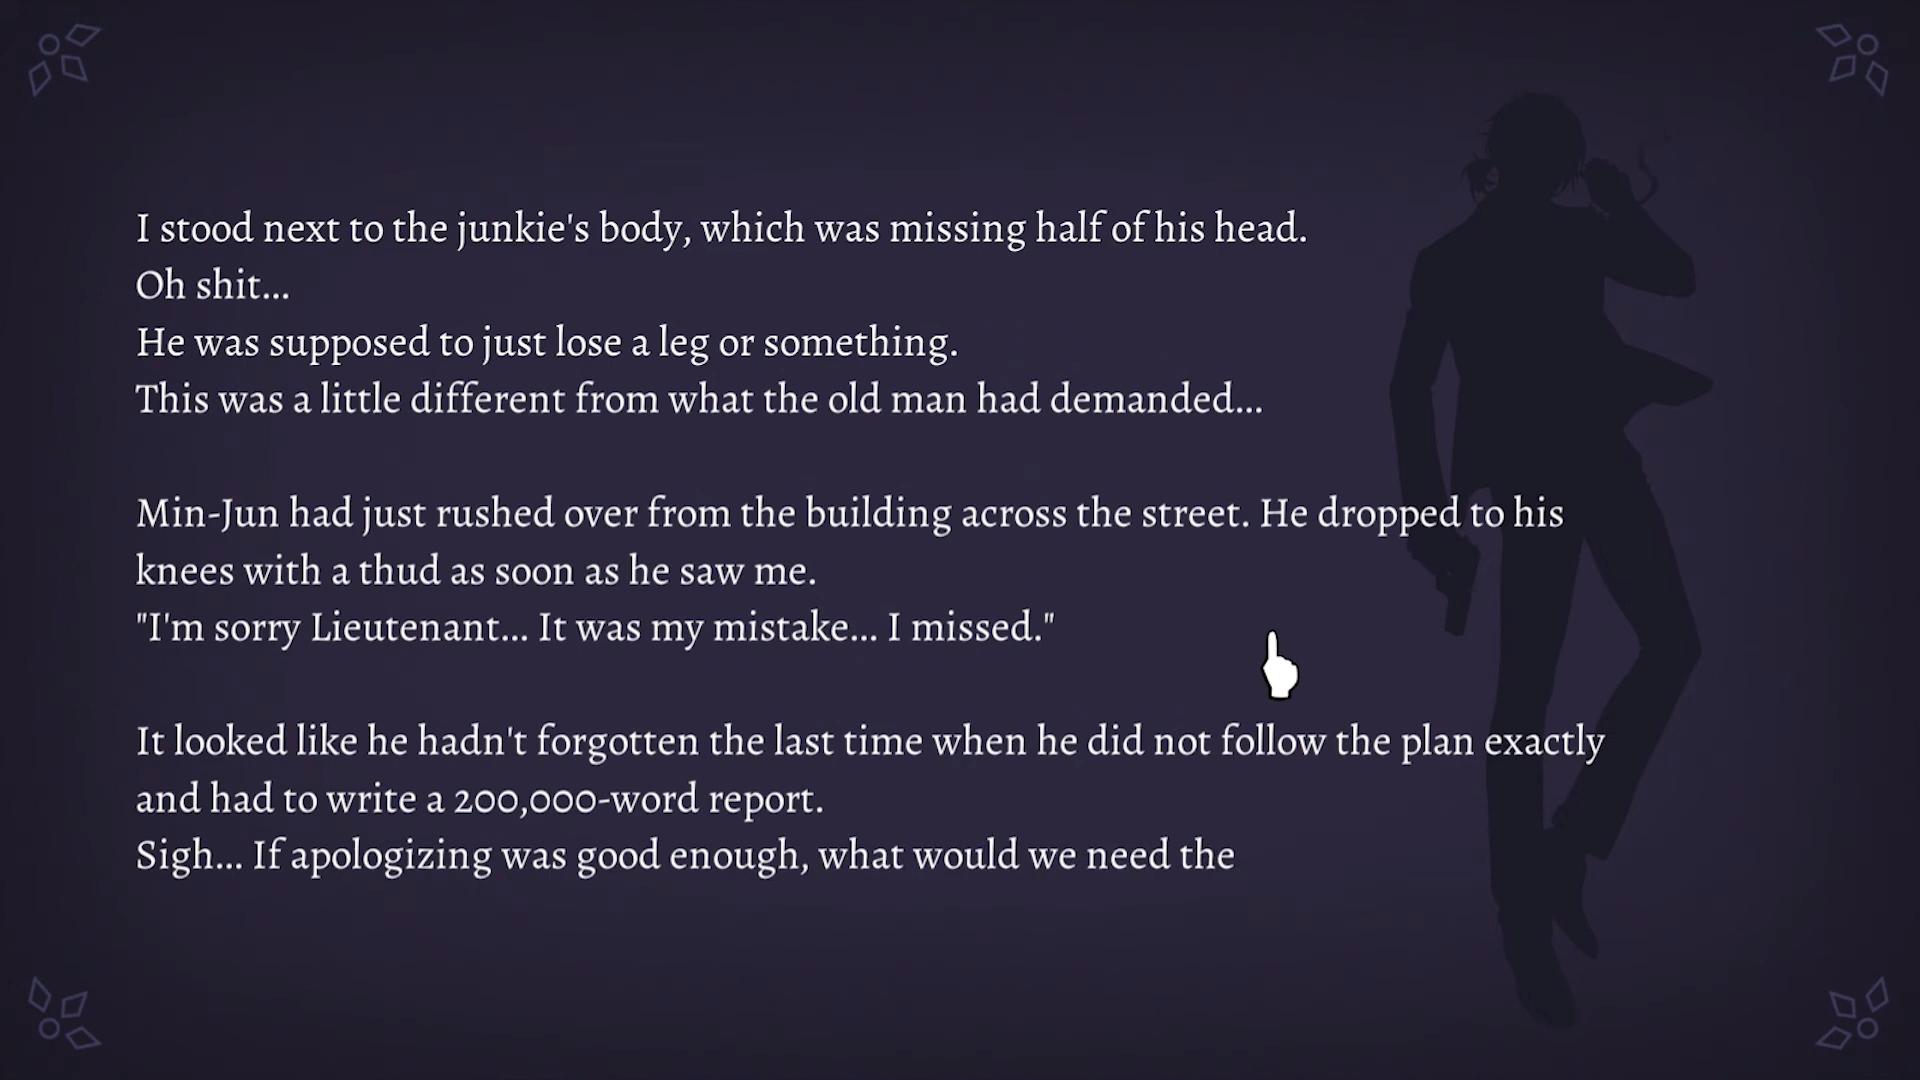 I stood next to the junkie's body, which was missing half of his head.
Oh shit...
He was supposed to just lose a leg or something.
This was a little different from what the old man had demanded...
Min-Jun had just rushed over from the building across the street. He dropped to his
knees with a thud as soon as he saw me.
"I'm sorry Lieutenant... It was my mistake... I missed."
It looked like he hadn't forgotten the last time when he did not follow the plan exactly
and had to write a 200,000-word report.
Sigh... If apologizing was good enough, what would we need the